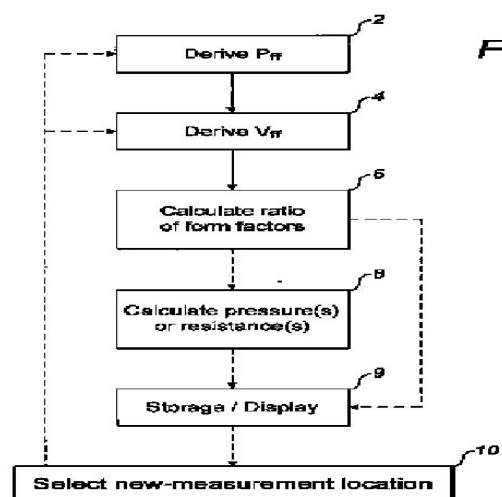 2
F
Derive Pff
4
Derive Vff
6
Calculate ratio
of form factors
8
Calculate pressure(s)
or resistance(s)
9
Storage / Display
10
Select new-measurement location